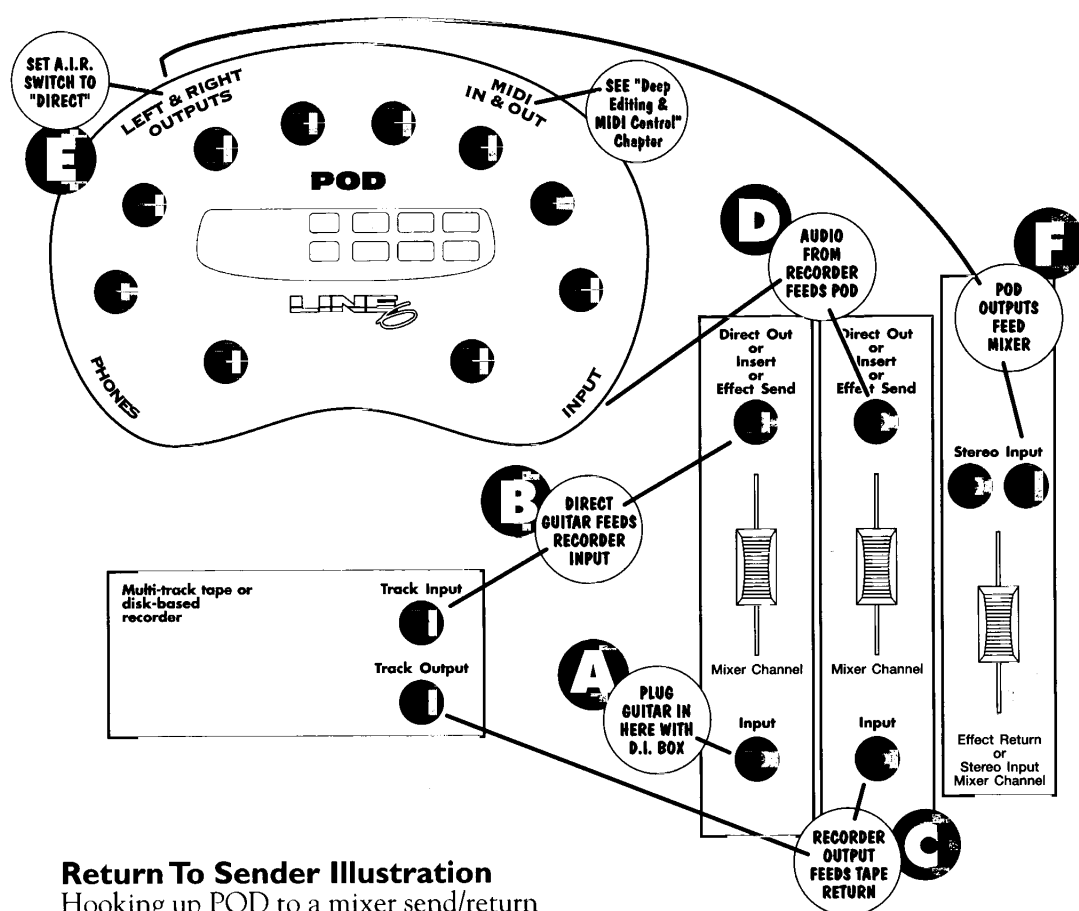 SET A.I.R.
SWITCH TO
"DIRECT"
E
LEFT & RIGHT
OUTPUTS
MIDI
IN & OUT
SEE "Deep
Editing &
MIDI Control"
Chapter
POD
LINE 6
PHONES
INPUT
D
AUDIO
FROM
RECORDER
FEEDS POD
F
POD
OUTPUTS
FEED
MIXER
Direct Out
or
Insert
or
Effect Send
Direct Out
or
Insert
or
Effect Send
Stereo Input
B
DIRECT
GUITAR FEEDS
RECORDER
INPUT
Multi-track tape or
disk-based
recorder
Track Input
Track Output
A
PLUG
GUITAR IN
HERE WITH
D.I. BOX
Mixer Channel
Mixer Channel
Input
Input
Effect Return
or
Stereo Input
Mixer Channel
RECORDER
OUTPUT
FEEDS TAPE
RETURN
C
Return To Sender Illustration
Hooking up POD to a mixer send/return